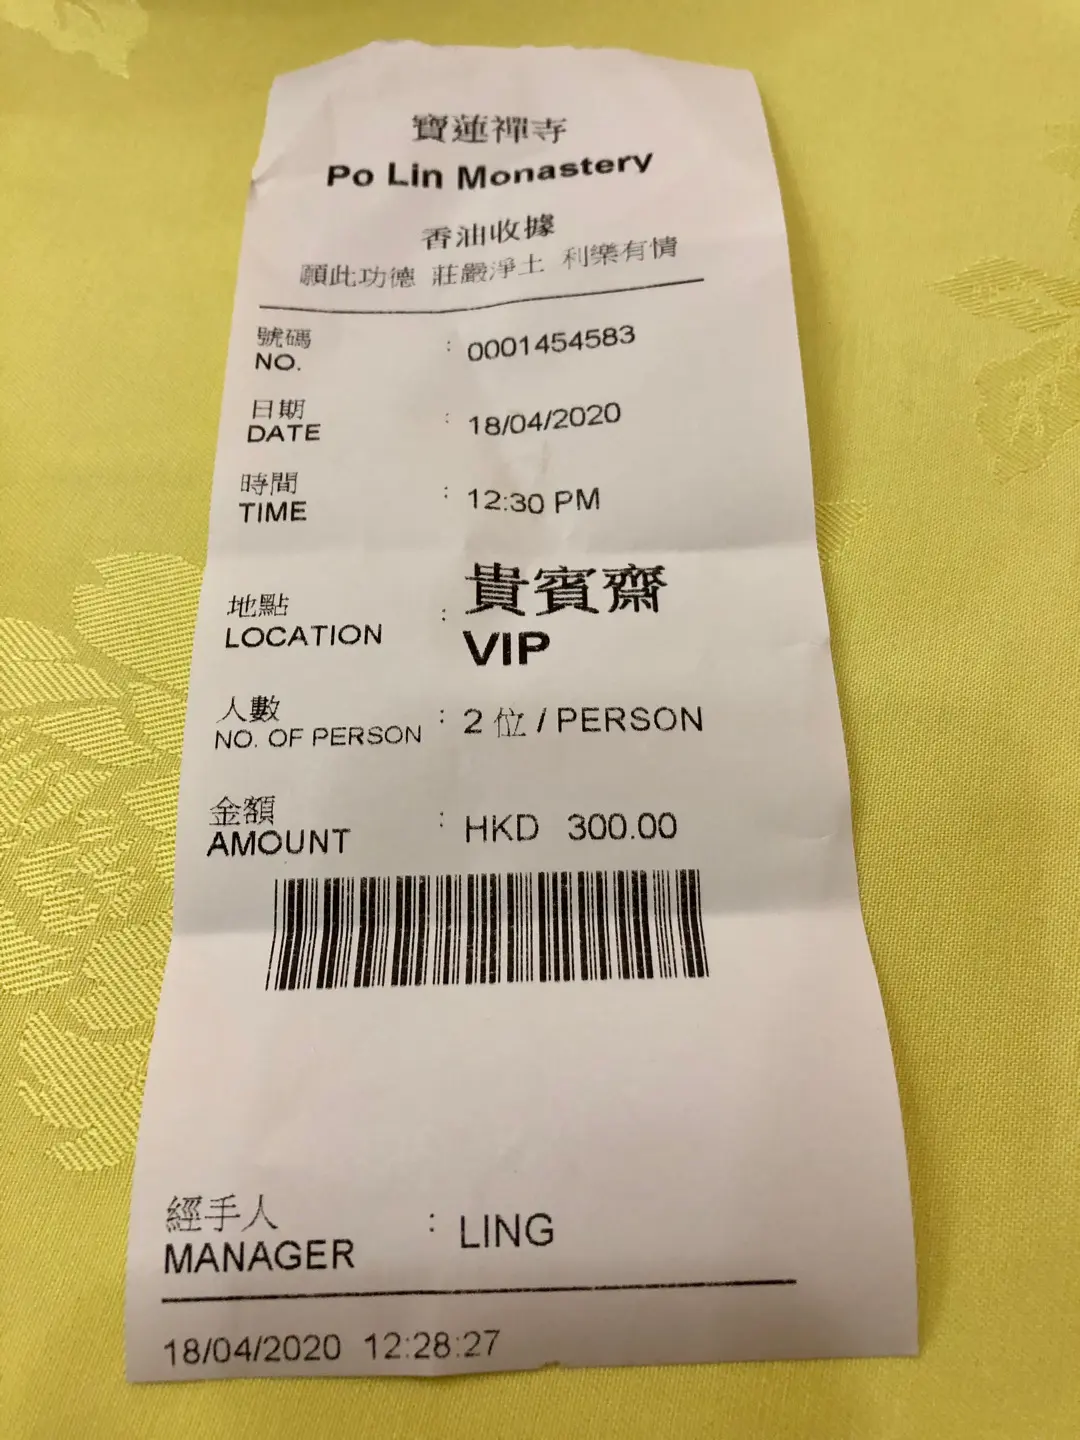 寶蓮禪寺
Po Lin Monastery
香油收據
願此功德 莊嚴淨土 利樂有情
號碼
NO. : 0001454583
日期
DATE : 18/04/2020
時間
TIME : 12:30 PM
地點 : 貴賓齋
LOCATION VIP
人數
NO. OF PERSON : 2 位 / PERSON
金額
AMOUNT : HKD 300.00
經手人
MANAGER : LING
18/04/2020 12:28:27